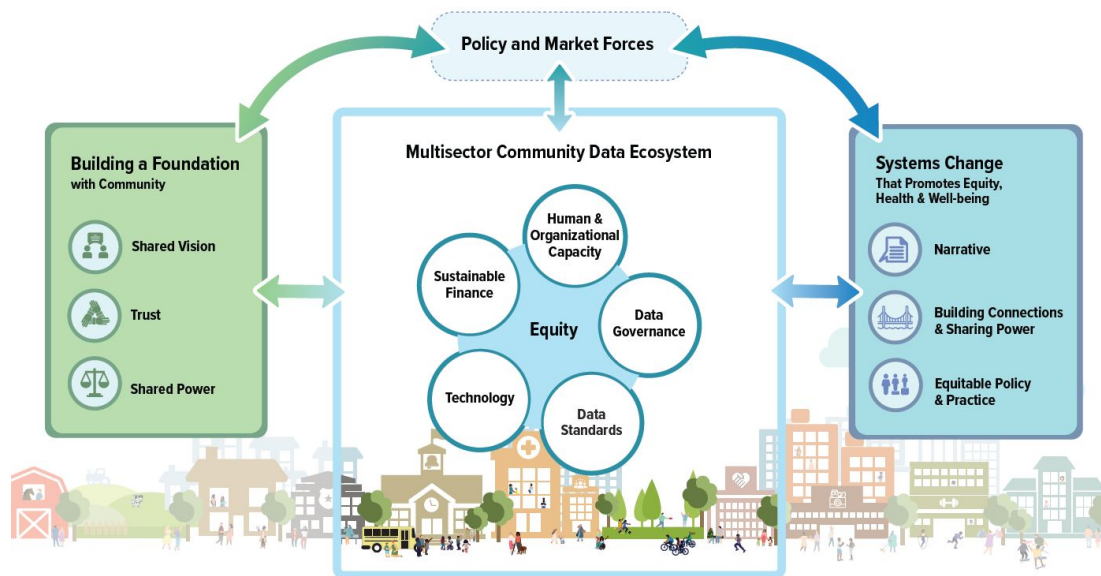 Policy and Market Forces
Building a Foundation
with Community
Shared Vision
Trust
Shared Power
Multisector Community Data Ecosystem
Human &
Organizational
Capacity
Sustainable
Finance
Equity
Data
Governance
Technology
Data
Standards
Systems Change
That Promotes Equity,
Health & Well-being
Narrative
Building Connections
& Sharing Power
Equitable Policy
& Practice